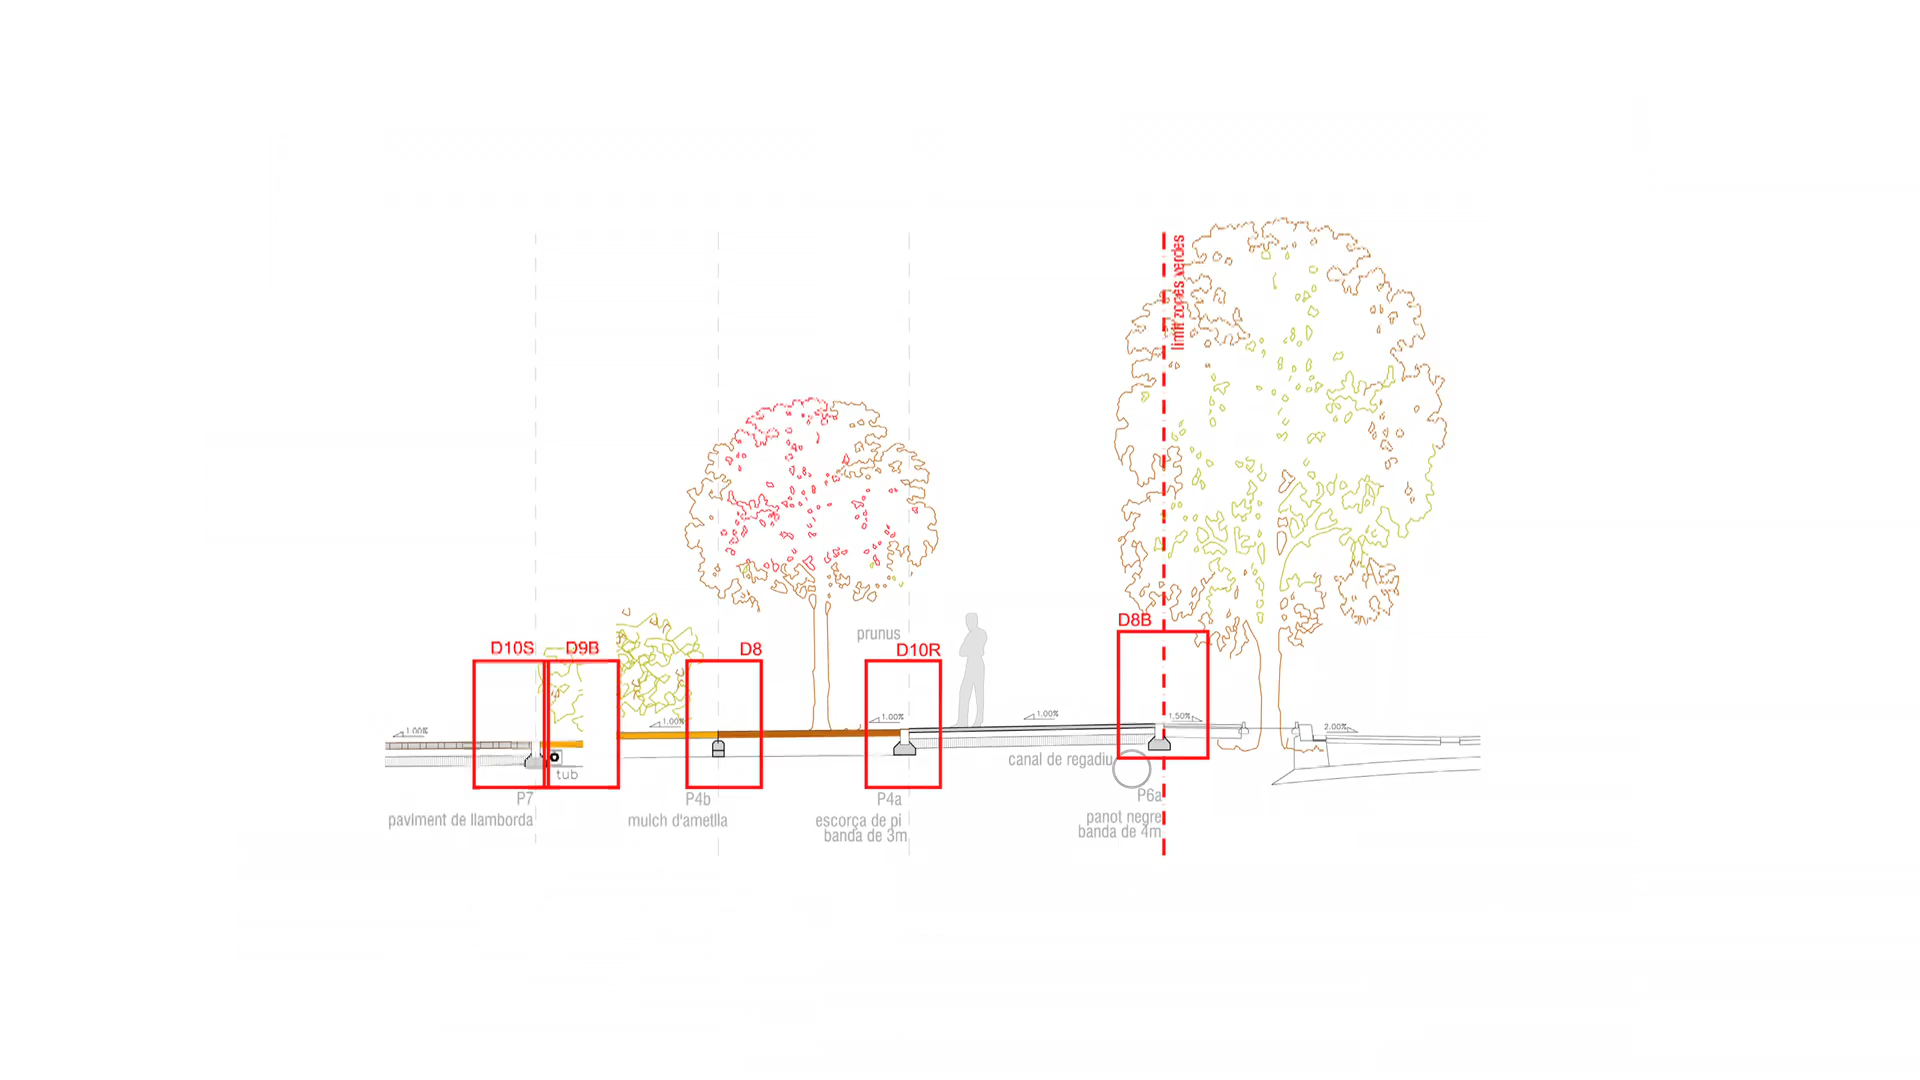 limit zones verdes
D8B
prunus
D10S
D9B
D8
D10R
1.00%
1.00%
1.00%
1.00%
1.50%
2.00%
canal de regadiu
tub
P7
paviment de llamborda
P4b
mulch d'ametlla
P4a
escorça de pi
banda de 3m
P6a
panot negre
banda de 4m